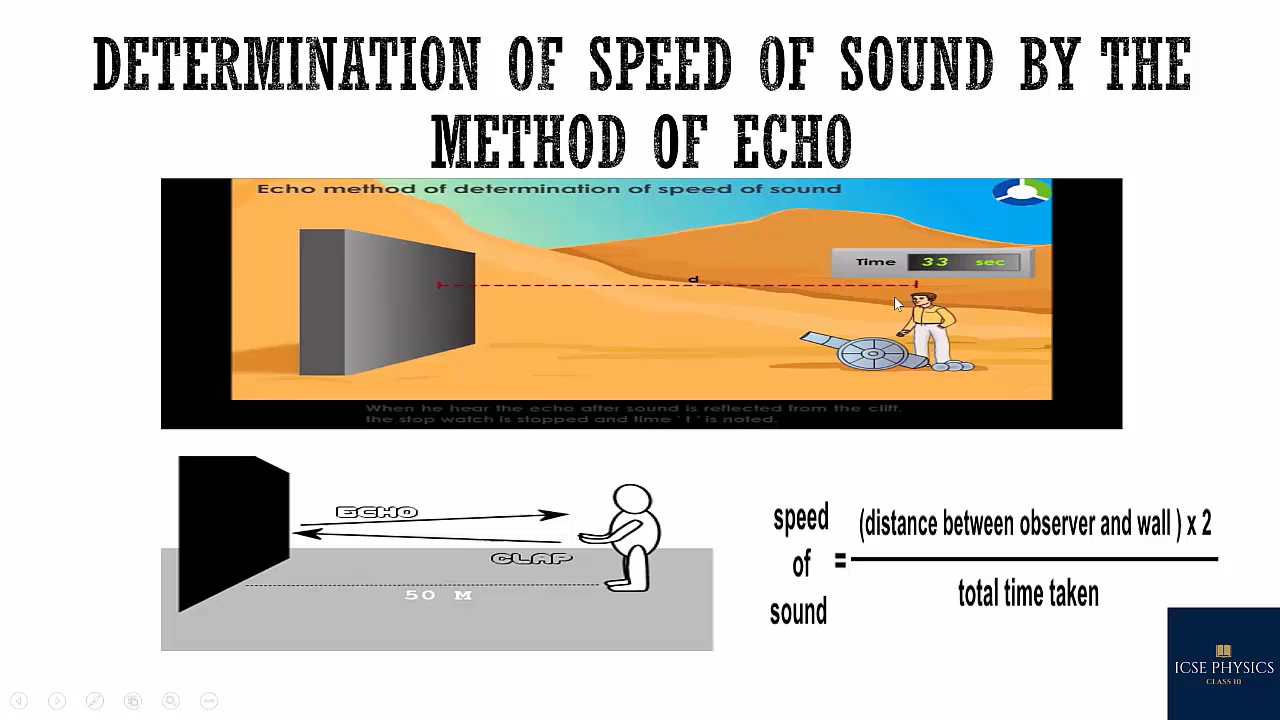 DETERMINATION OF SPEED OF SOUND BY THE
METHOD OF ECHO
Echo method of determination of speed of sound
Time 33 sec
d
When he hear the echo after sound is reflected from the cliff,
the stop watch is stopped and time ' t ' is noted.
ECHO
CLAP
50 M
speed
of
sound
=
(distance between observer and wall ) x 2
total time taken
ICSE PHYSICS
CLASS 10